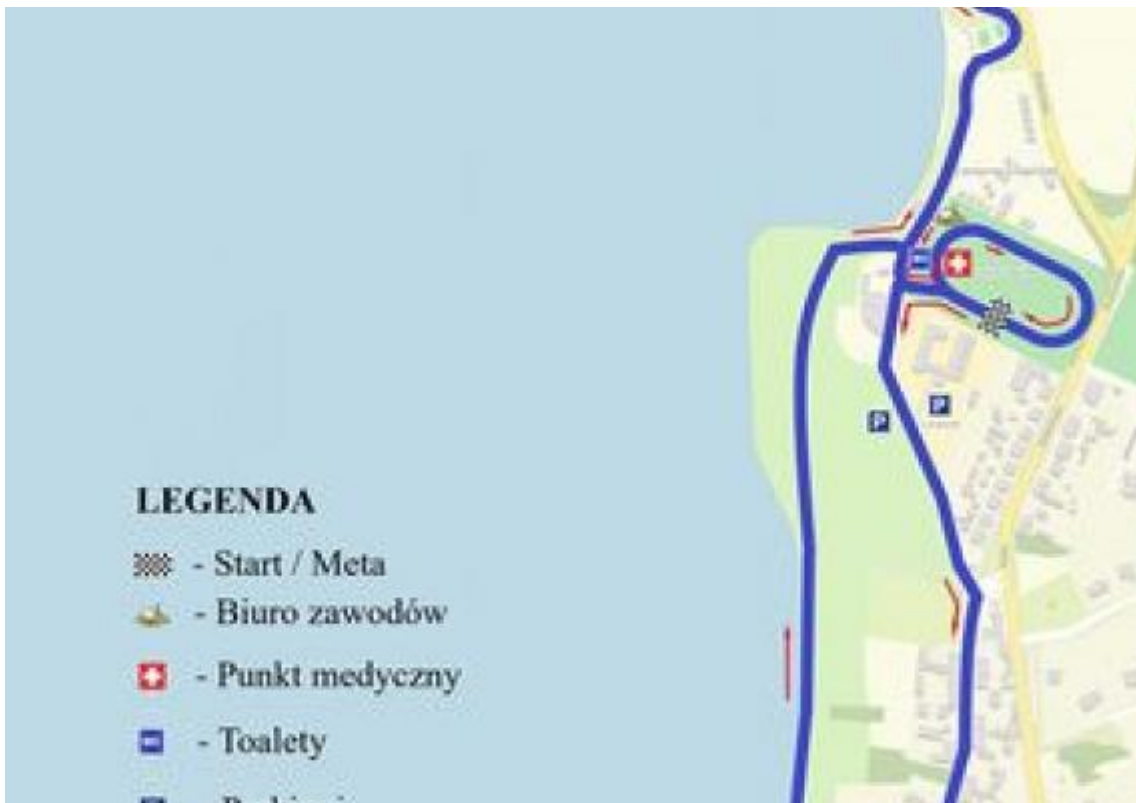 LEGENDA
- Start / Meta
- Biuro zawodów
- Punkt medyczny
- Toalety
P
P